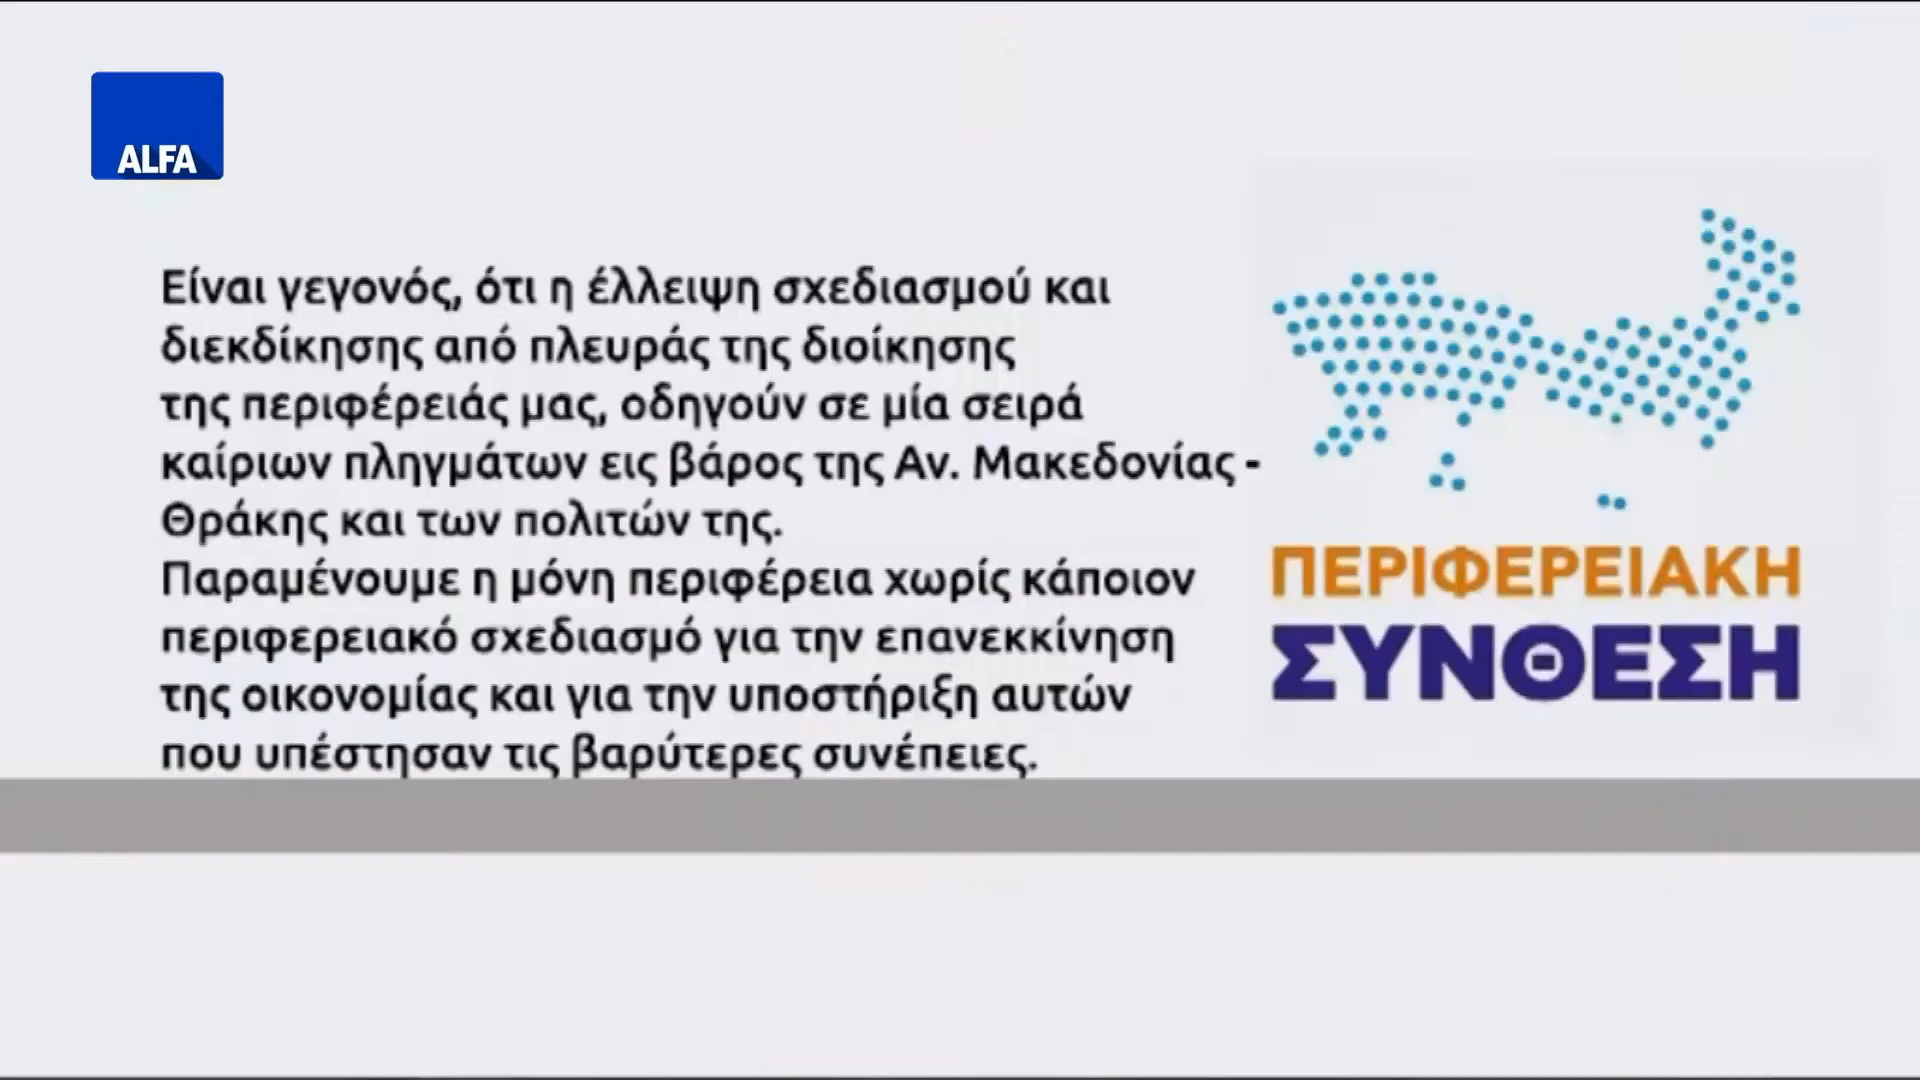 ALFA
Είναι γεγονός, ότι η έλλειψη σχεδιασμού και
διεκδίκησης από πλευράς της διοίκησης
της περιφέρειάς μας, οδηγούν σε μία σειρά
καίριων πληγμάτων εις βάρος της Αν. Μακεδονίας -
Θράκης και των πολιτών της.
Παραμένουμε η μόνη περιφέρεια χωρίς κάποιον
περιφερειακό σχεδιασμό για την επανεκκίνηση
της οικονομίας και για την υποστήριξη αυτών
που υπέστησαν τις βαρύτερες συνέπειες.
ΠΕΡΙΦΕΡΕΙΑΚΗ
ΣΥΝΘΕΣΗ